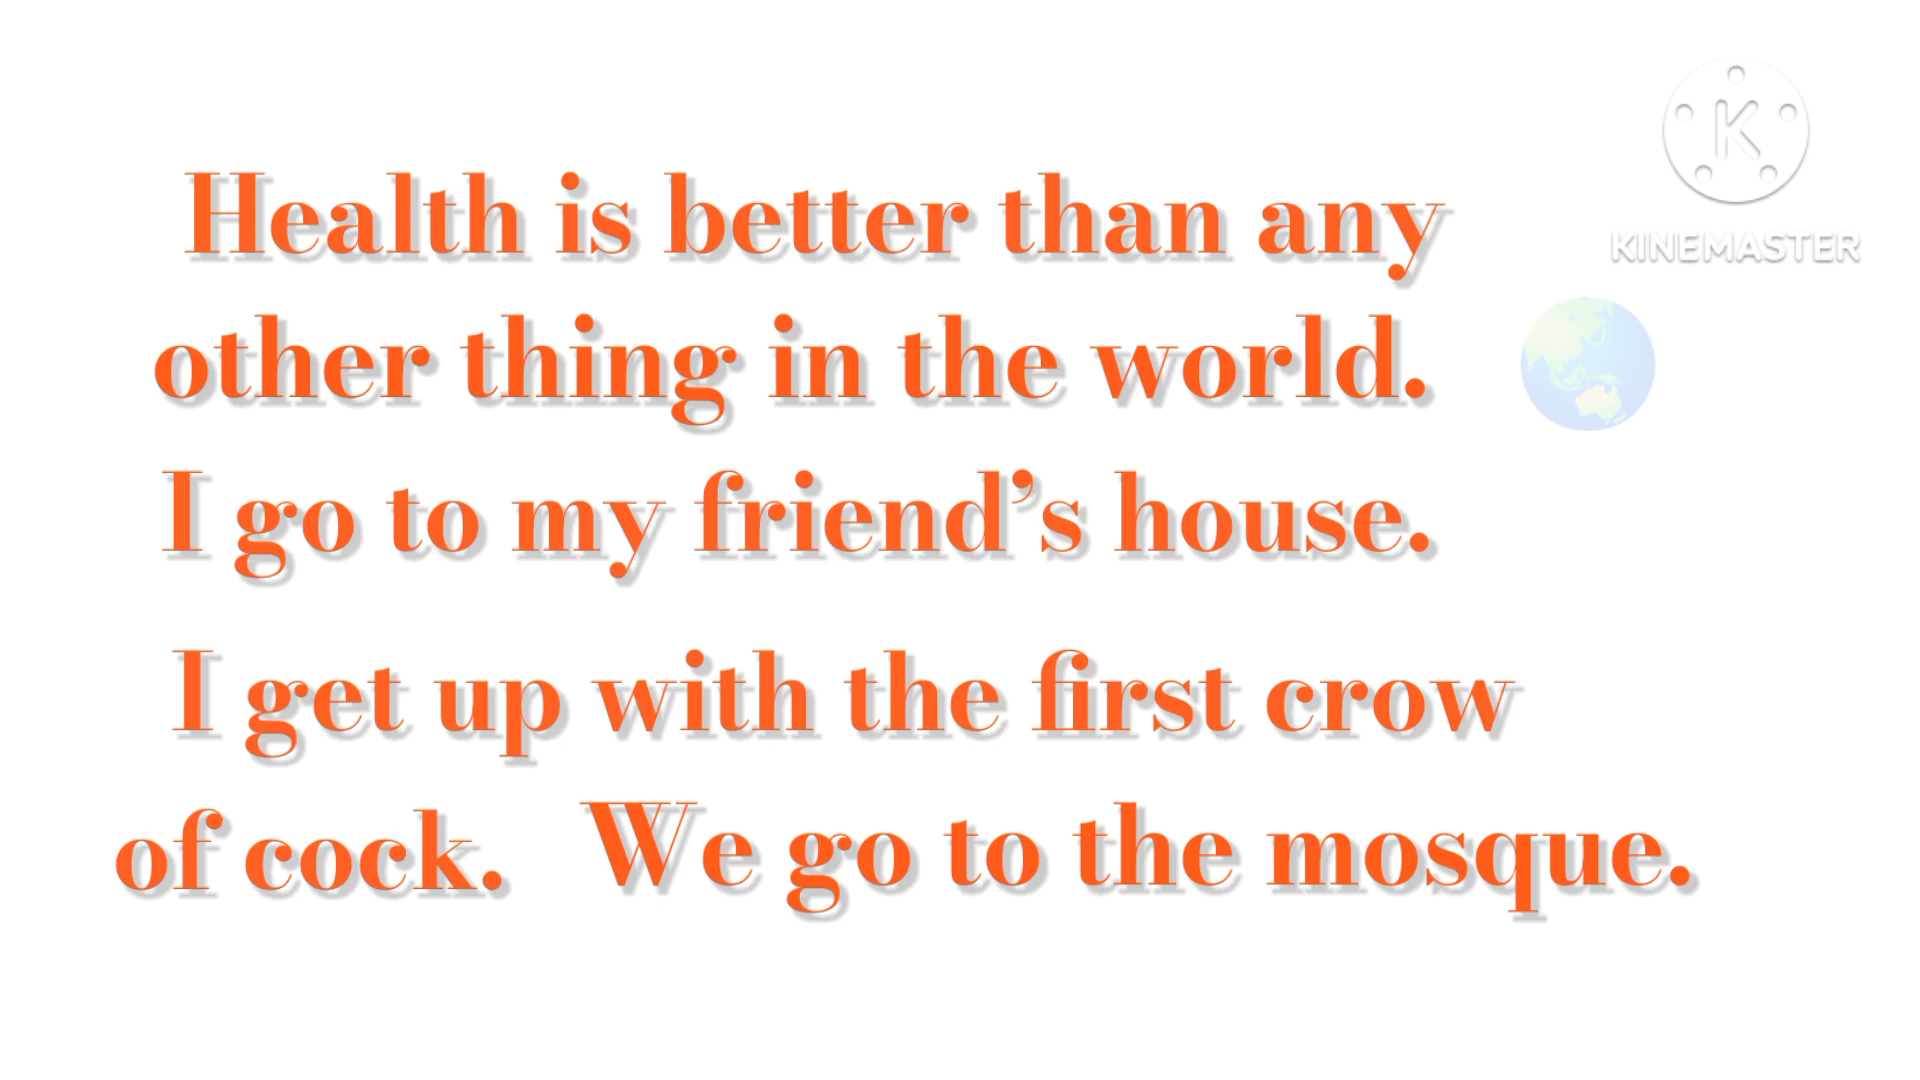 KINEMASTER
Health is better than any
other thing in the world.
I go to my friend’s house.
I get up with the first crow
of cock. We go to the mosque.